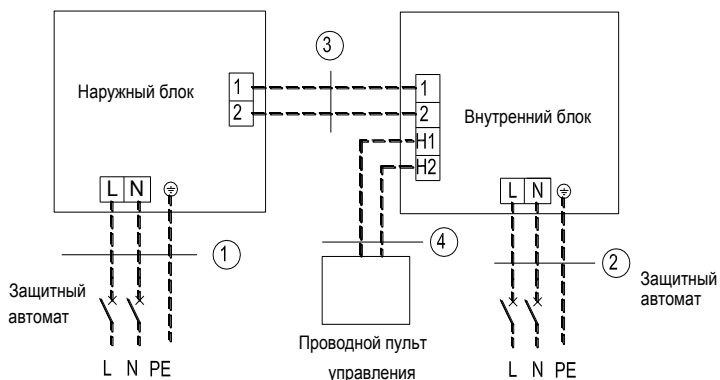 3
Наружный блок
1
2
1
2
H1
H2
Внутренний блок
L N
L N
1
4
2
Защитный
автомат
Защитный
автомат
Проводной пульт
управления
L N PE
L N PE